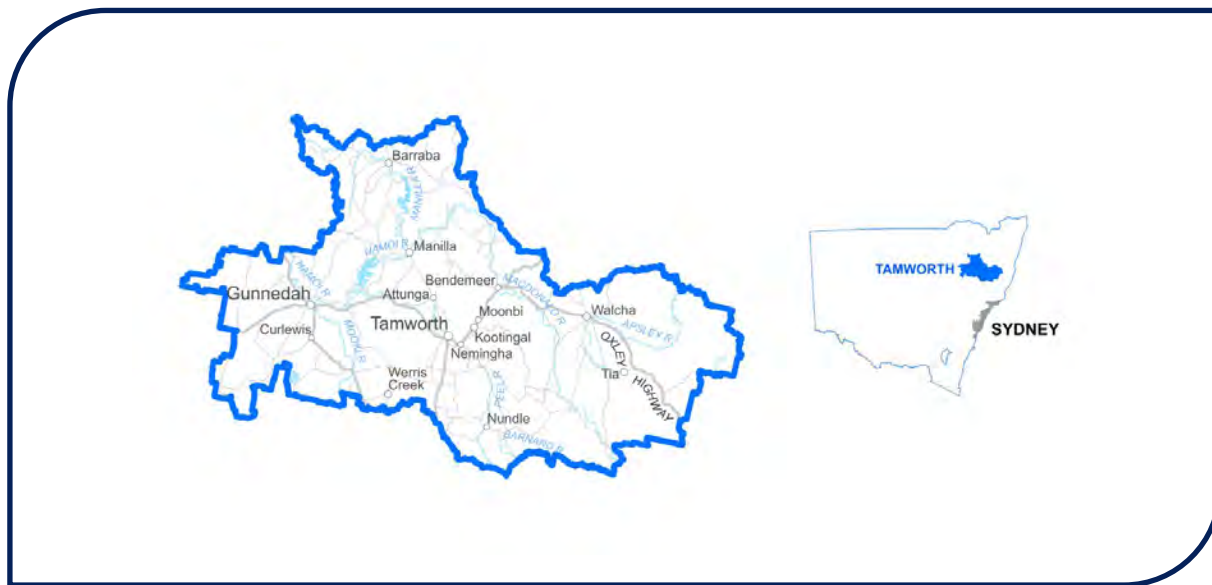 Barraba
MANILLA R
NAMOI R
Manilla
NAMOI R
Gunnedah
Bendemeer
MACDONALD R
Attunga
Walcha
Moonbi
APSLEY R
Tamworth
Curlewis
MOOKI R
Kootingal
OXLEY
Nemingha
Tia
Werris
Creek
PEEL R
HIGHWAY
Nundle
BARNARD R
TAMWORTH
SYDNEY